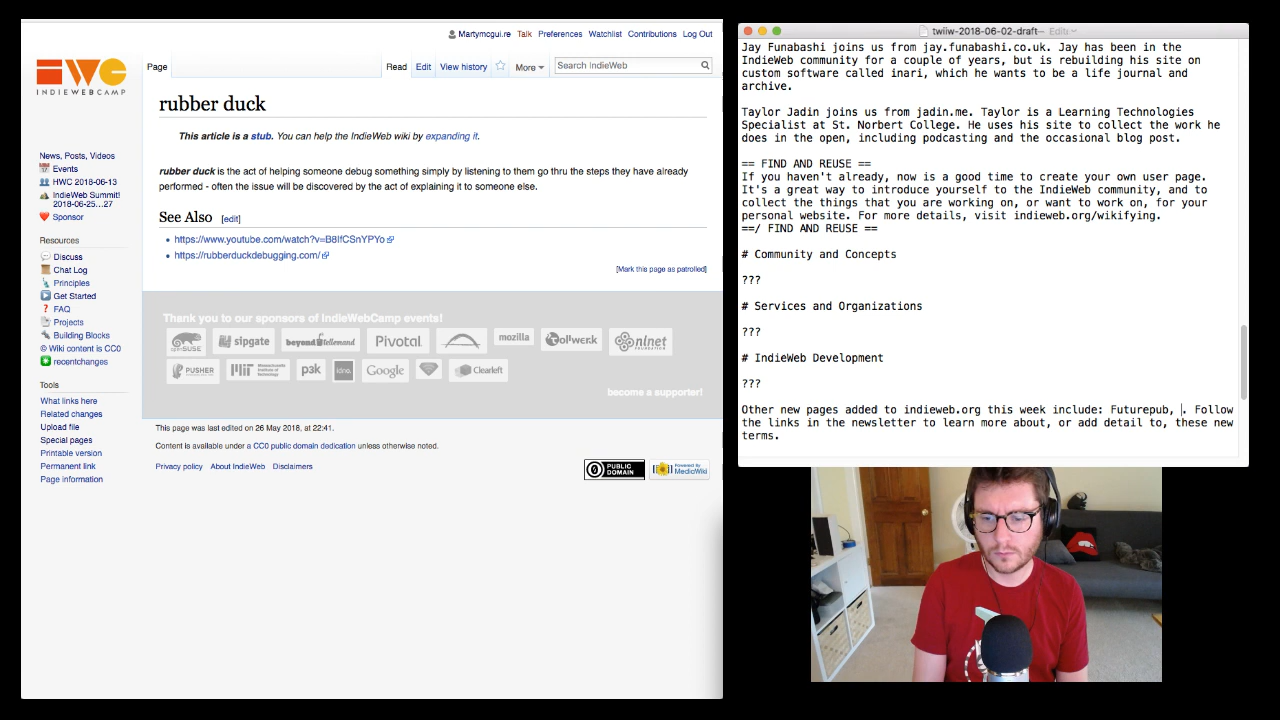 Martymcgui.re Talk Preferences Watchlist Contributions Log Out
Page
Read Edit View history More Search IndieWeb
INDIEWEBCAMP
rubber duck
This article is a stub. You can help the IndieWeb wiki by expanding it.
rubber duck is the act of helping someone debug something simply by listening to them go thru the steps they have already
performed - often the issue will be discovered by the act of explaining it to someone else.
See Also [edit]
https://www.youtube.com/watch?v=B8IfCSnYPYo
https://rubberduckdebugging.com/
[Mark this page as patrolled]
News, Posts, Videos
Events
HWC 2018-06-13
IndieWeb Summit!
2018-06-25...27
Sponsor
Resources
Discuss
Chat Log
Principles
Get Started
FAQ
Projects
Building Blocks
© Wiki content is CC0
recentchanges
Tools
What links here
Related changes
Upload file
Special pages
Printable version
Permanent link
Page information
Thank you to our sponsors of IndieWebCamp events!
openSUSE sipgate beyond tellerrand Pivotal mozilla tollwerk nlnet
PUSHER p3k idno Google Clearleft
become a supporter!
This page was last edited on 26 May 2018, at 22:41.
Content is available under a CC0 public domain dedication unless otherwise noted.
Privacy policy About IndieWeb Disclaimers
PUBLIC DOMAIN
Powered By MediaWiki
twiiw-2018-06-02-draft
Jay Funabashi joins us from jay.funabashi.co.uk. Jay has been in the
IndieWeb community for a couple of years, but is rebuilding his site on
custom software called inari, which he wants to be a life journal and
archive.
Taylor Jadin joins us from jadin.me. Taylor is a Learning Technologies
Specialist at St. Norbert College. He uses his site to collect the work he
does in the open, including podcasting and the occasional blog post.
== FIND AND REUSE ==
If you haven't already, now is a good time to create your own user page.
It's a great way to introduce yourself to the IndieWeb community, and to
collect the things that you are working on, or want to work on, for your
personal website. For more details, visit indieweb.org/wikifying.
==/ FIND AND REUSE ==
# Community and Concepts
???
# Services and Organizations
???
# IndieWeb Development
???
Other new pages added to indieweb.org this week include: Futurepub, . Follow
the links in the newsletter to learn more about, or add detail to, these new
terms.